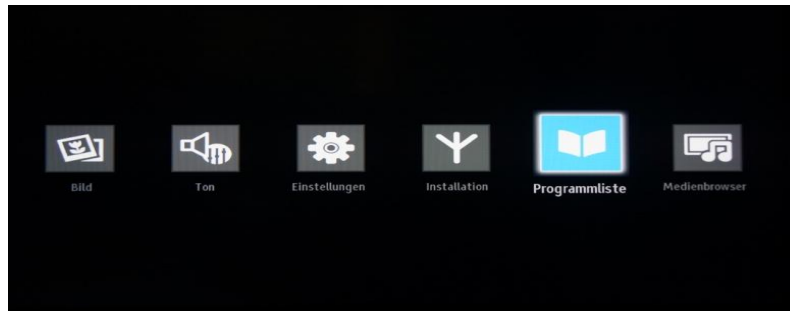 Bild
Ton
Einstellungen
Installation
Programmliste
Medienbrowser